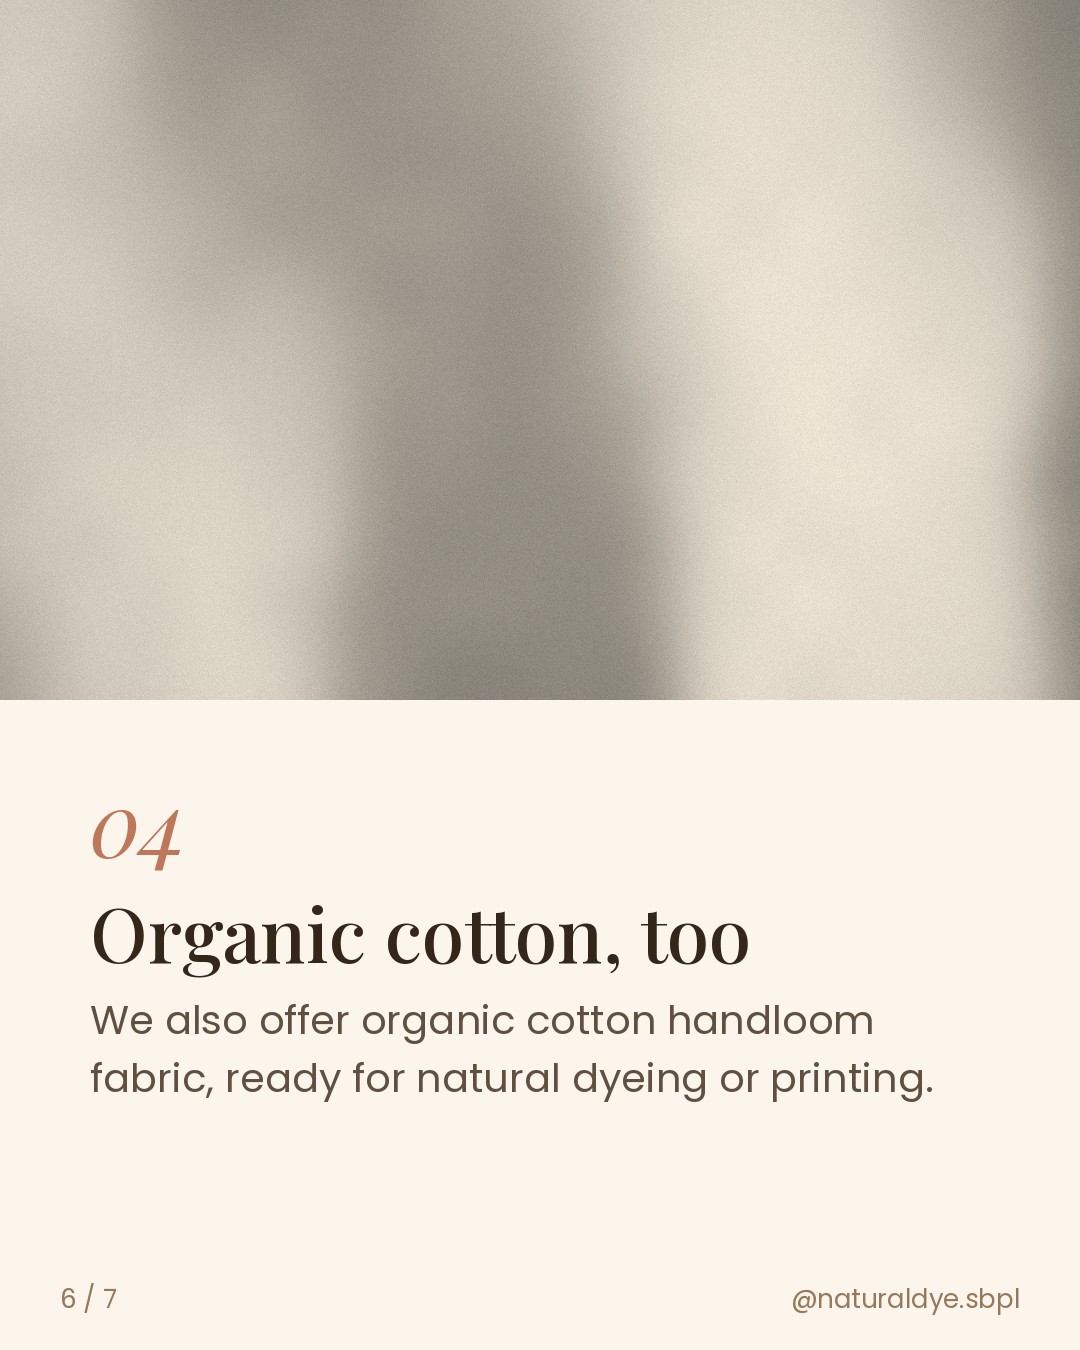 04
Organic cotton, too
We also offer organic cotton handloom
fabric, ready for natural dyeing or printing.
6 / 7
@naturaldye.sbpl